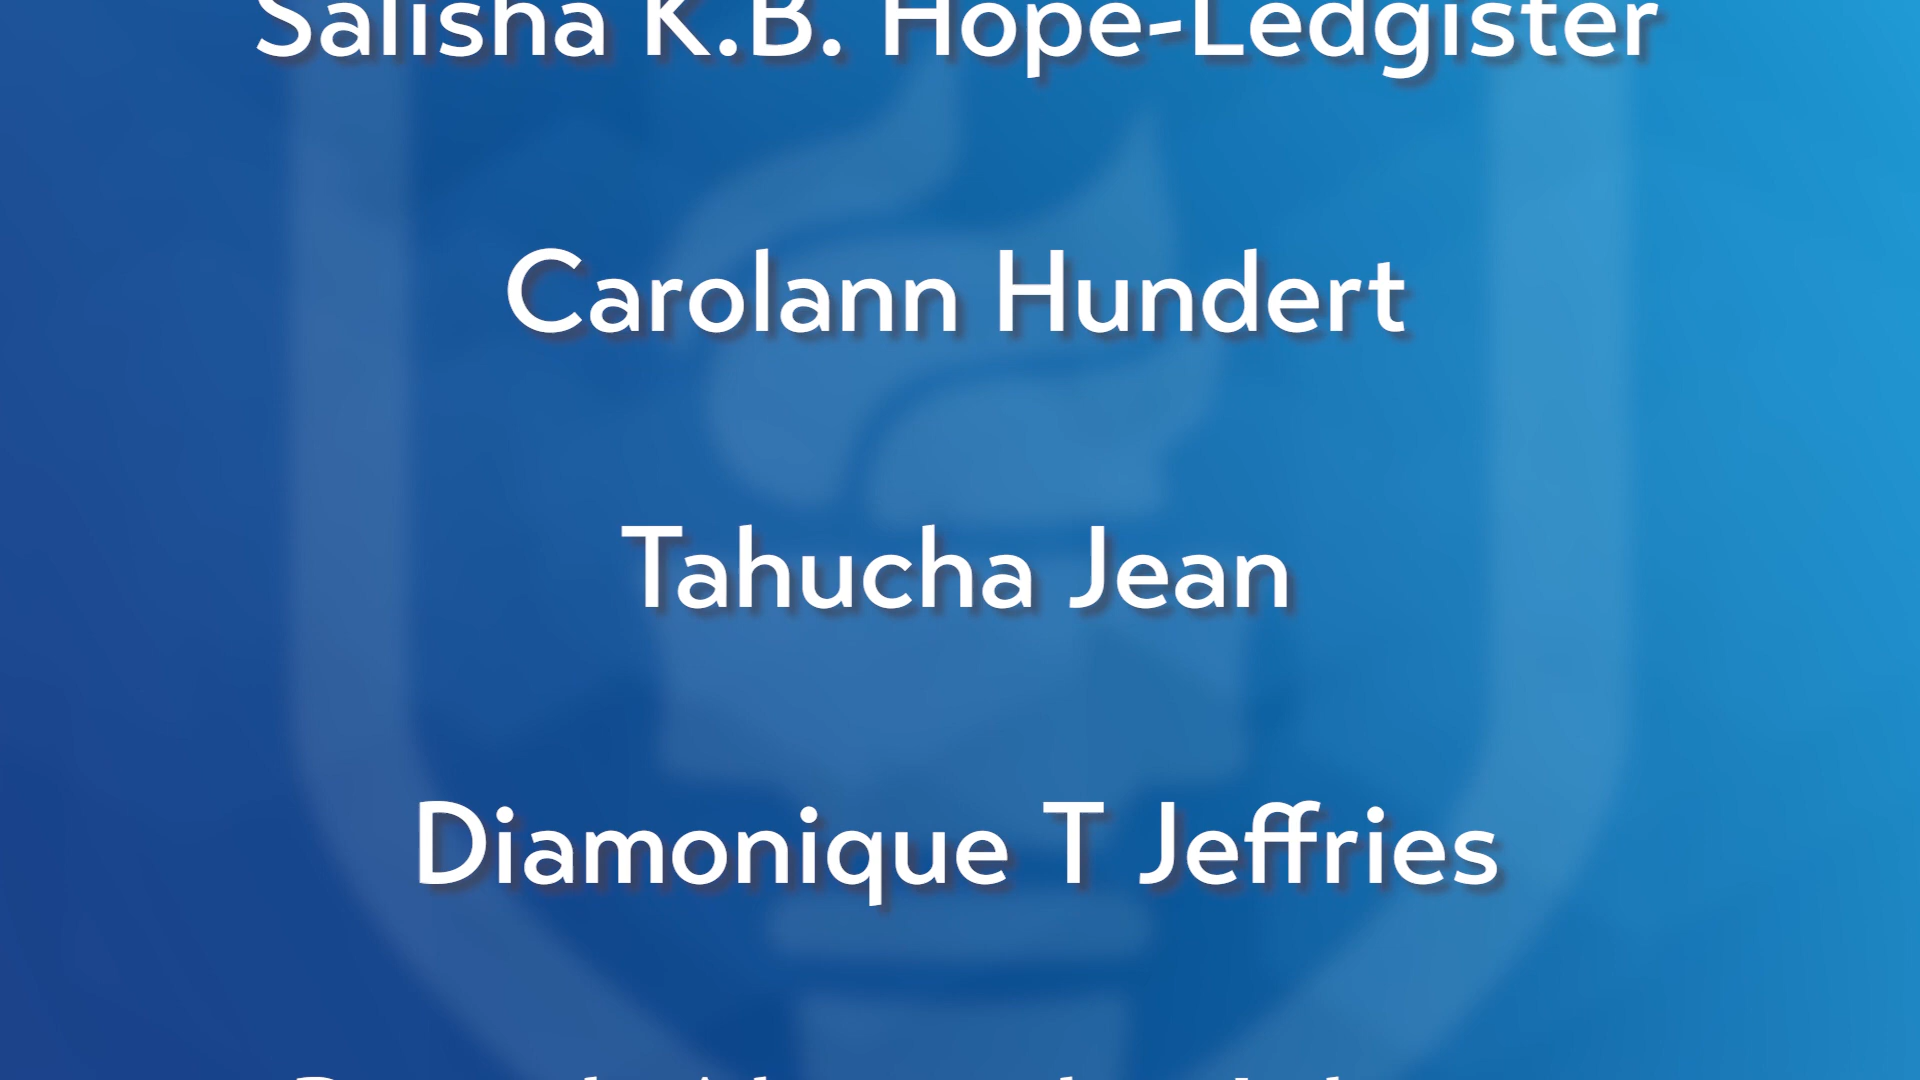 Salisha K.B. Hope-Ledgister
Carolann Hundert
Tahucha Jean
Diamonique T Jeffries